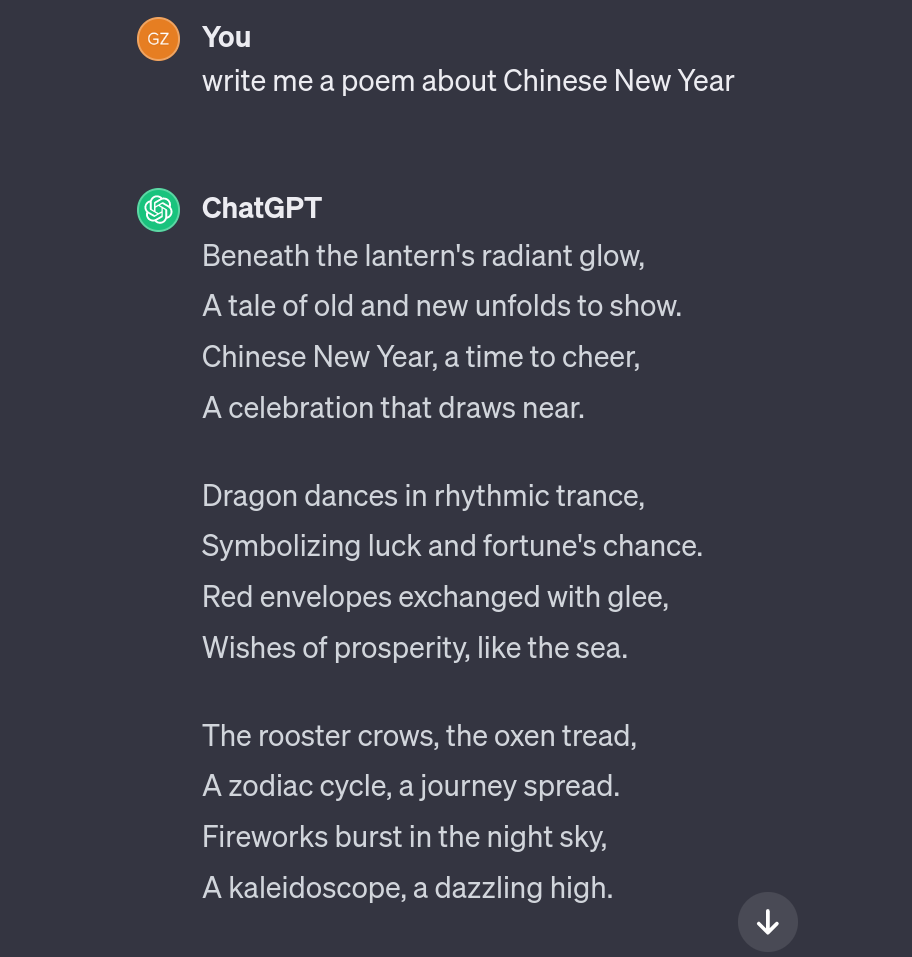 GZ
You
write me a poem about Chinese New Year
ChatGPT
Beneath the lantern's radiant glow,
A tale of old and new unfolds to show.
Chinese New Year, a time to cheer,
A celebration that draws near.
Dragon dances in rhythmic trance,
Symbolizing luck and fortune's chance.
Red envelopes exchanged with glee,
Wishes of prosperity, like the sea.
The rooster crows, the oxen tread,
A zodiac cycle, a journey spread.
Fireworks burst in the night sky,
A kaleidoscope, a dazzling high.